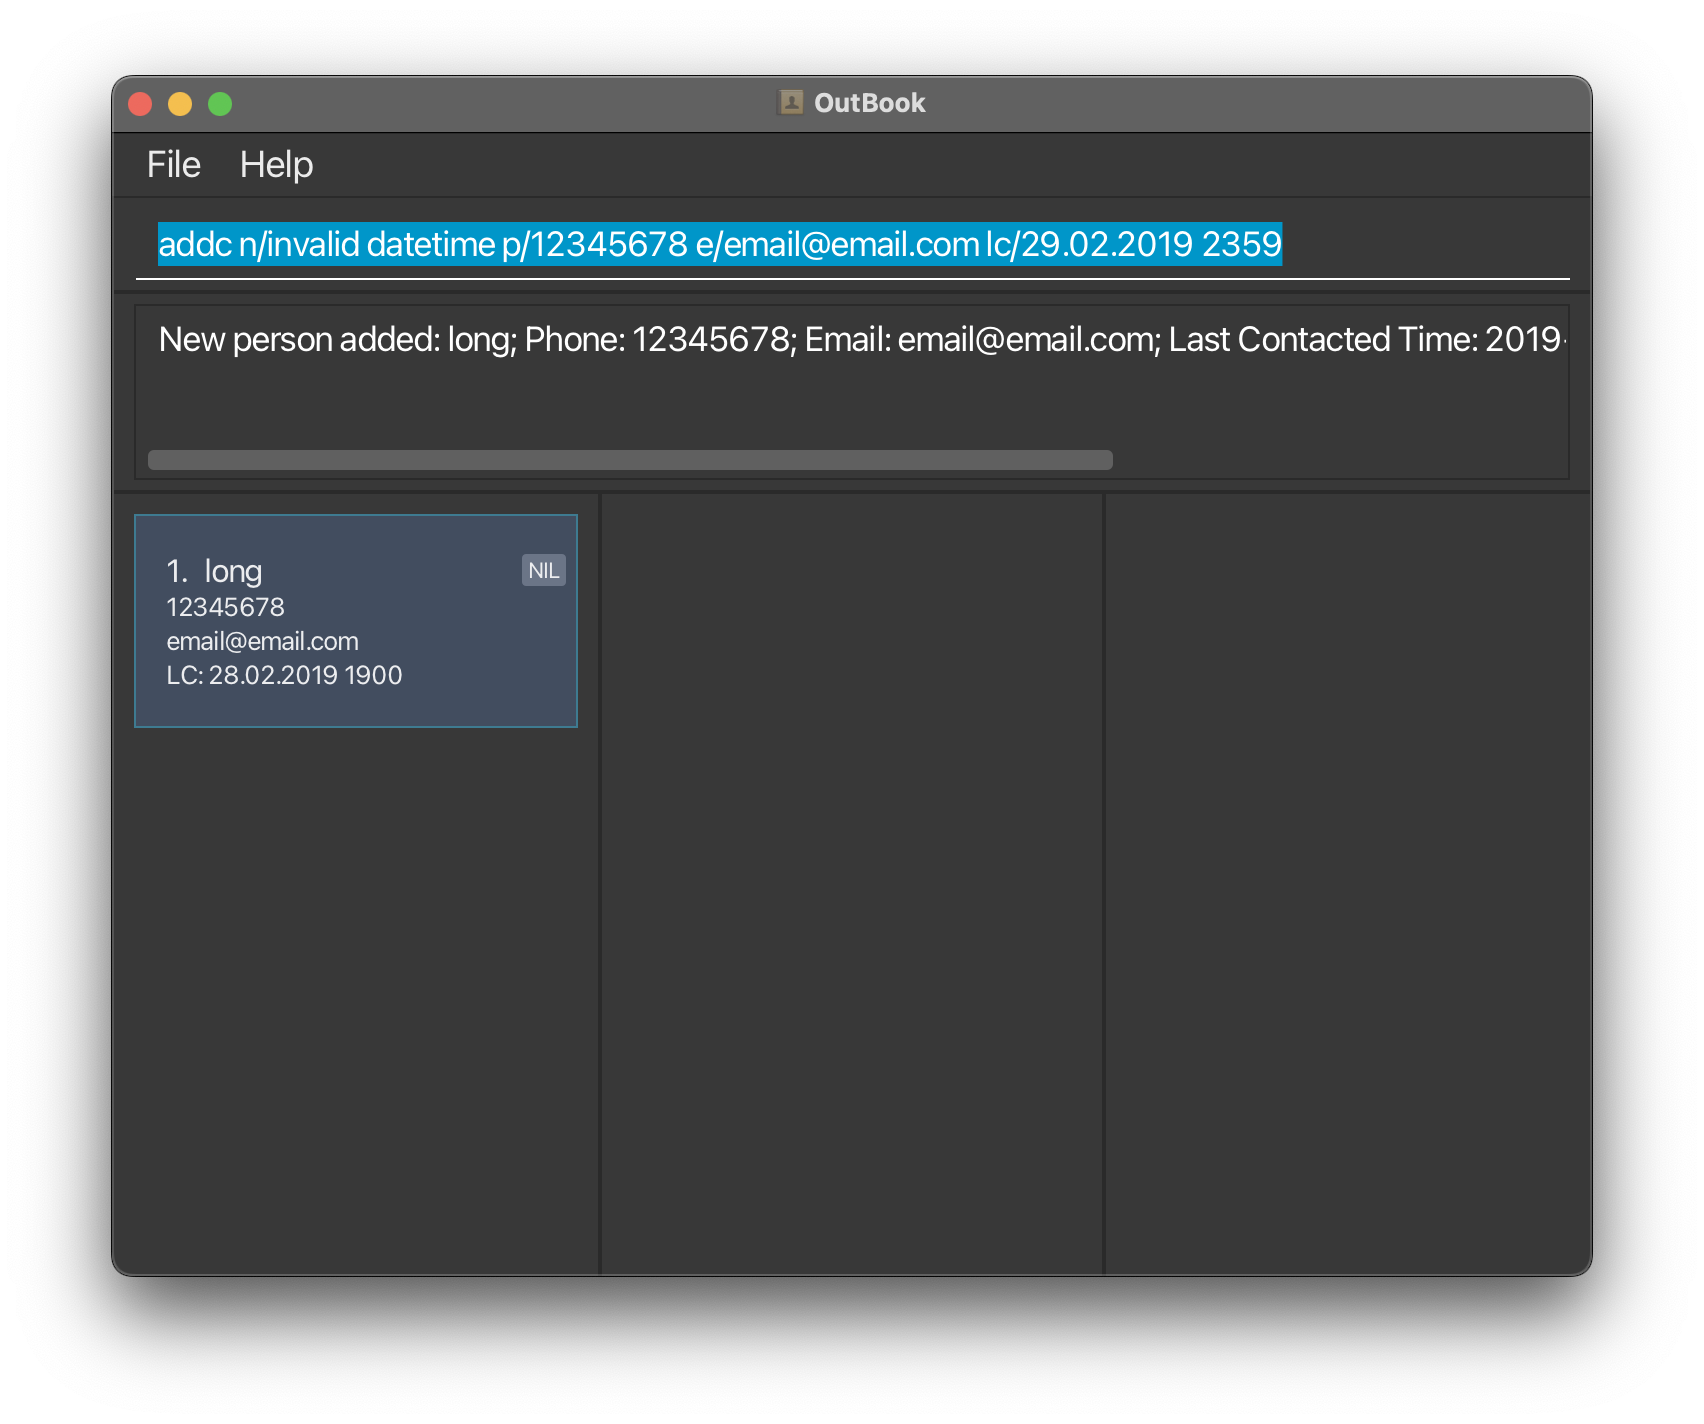 OutBook
File Help
addc n/invalid datetime p/12345678 e/email@email.com lc/29.02.2019 2359
New person added: long; Phone: 12345678; Email: email@email.com; Last Contacted Time: 2019-
1. long NIL
12345678
email@email.com
LC: 28.02.2019 1900